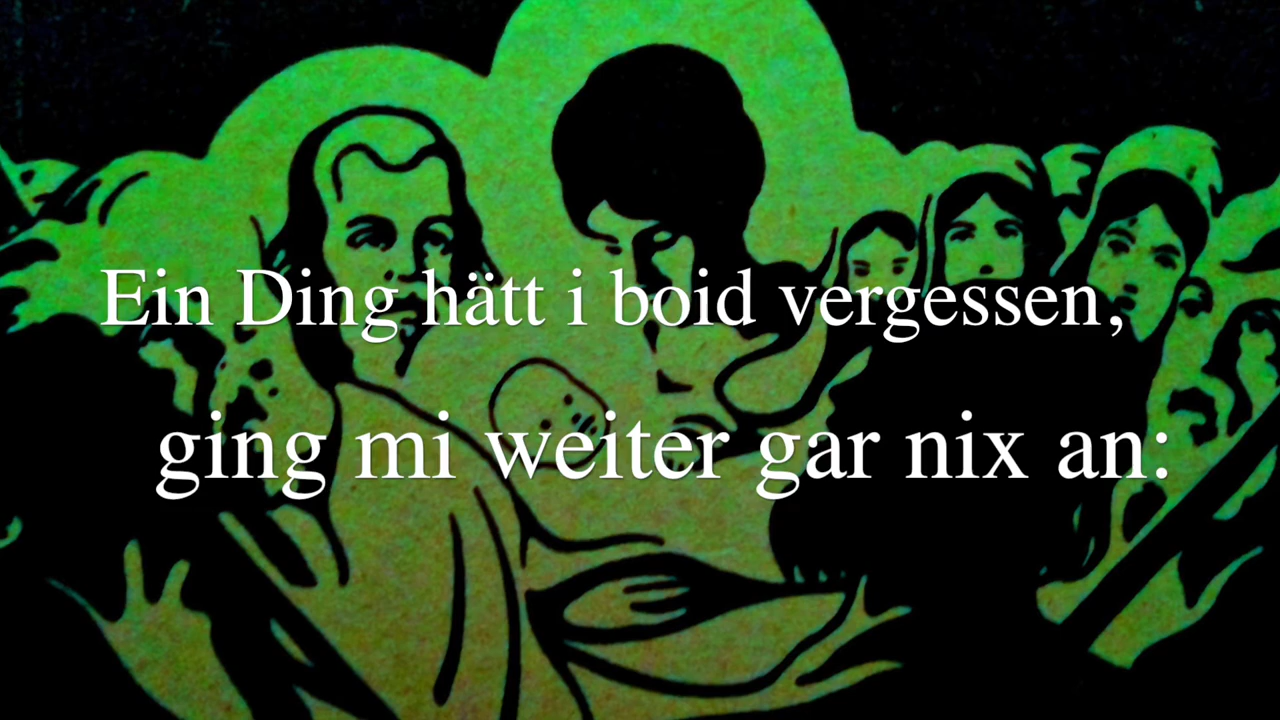 Ein Ding hätt i boid vergessen,
ging mi weiter gar nix an: